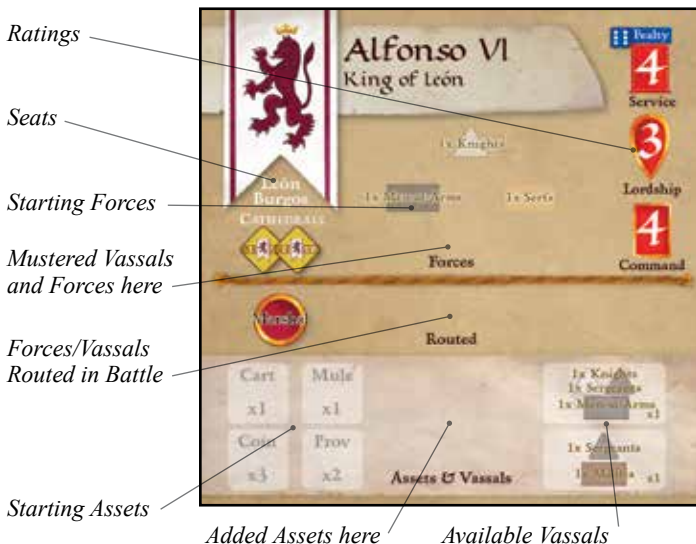 Ratings
Seats
Starting Forces
Mustered Vassals
and Forces here
Forces/Vassals
Routed in Battle
Starting Assets
Added Assets here
Available Vassals
Alfonso VI
King of León
Fealty
4
Service
3
Lordship
4
Command
León
Burgos
1x Knights
1x Men-at-Arms
1x Serfs
Forces
Marshal
Routed
Cart
x1
Mule
x1
Coin
x3
Prov
x2
Assets & Vassals
1x Knights
1x Sergeants
1x Men-at-Arms
x1
1x Sergeants
1x Militia
x1